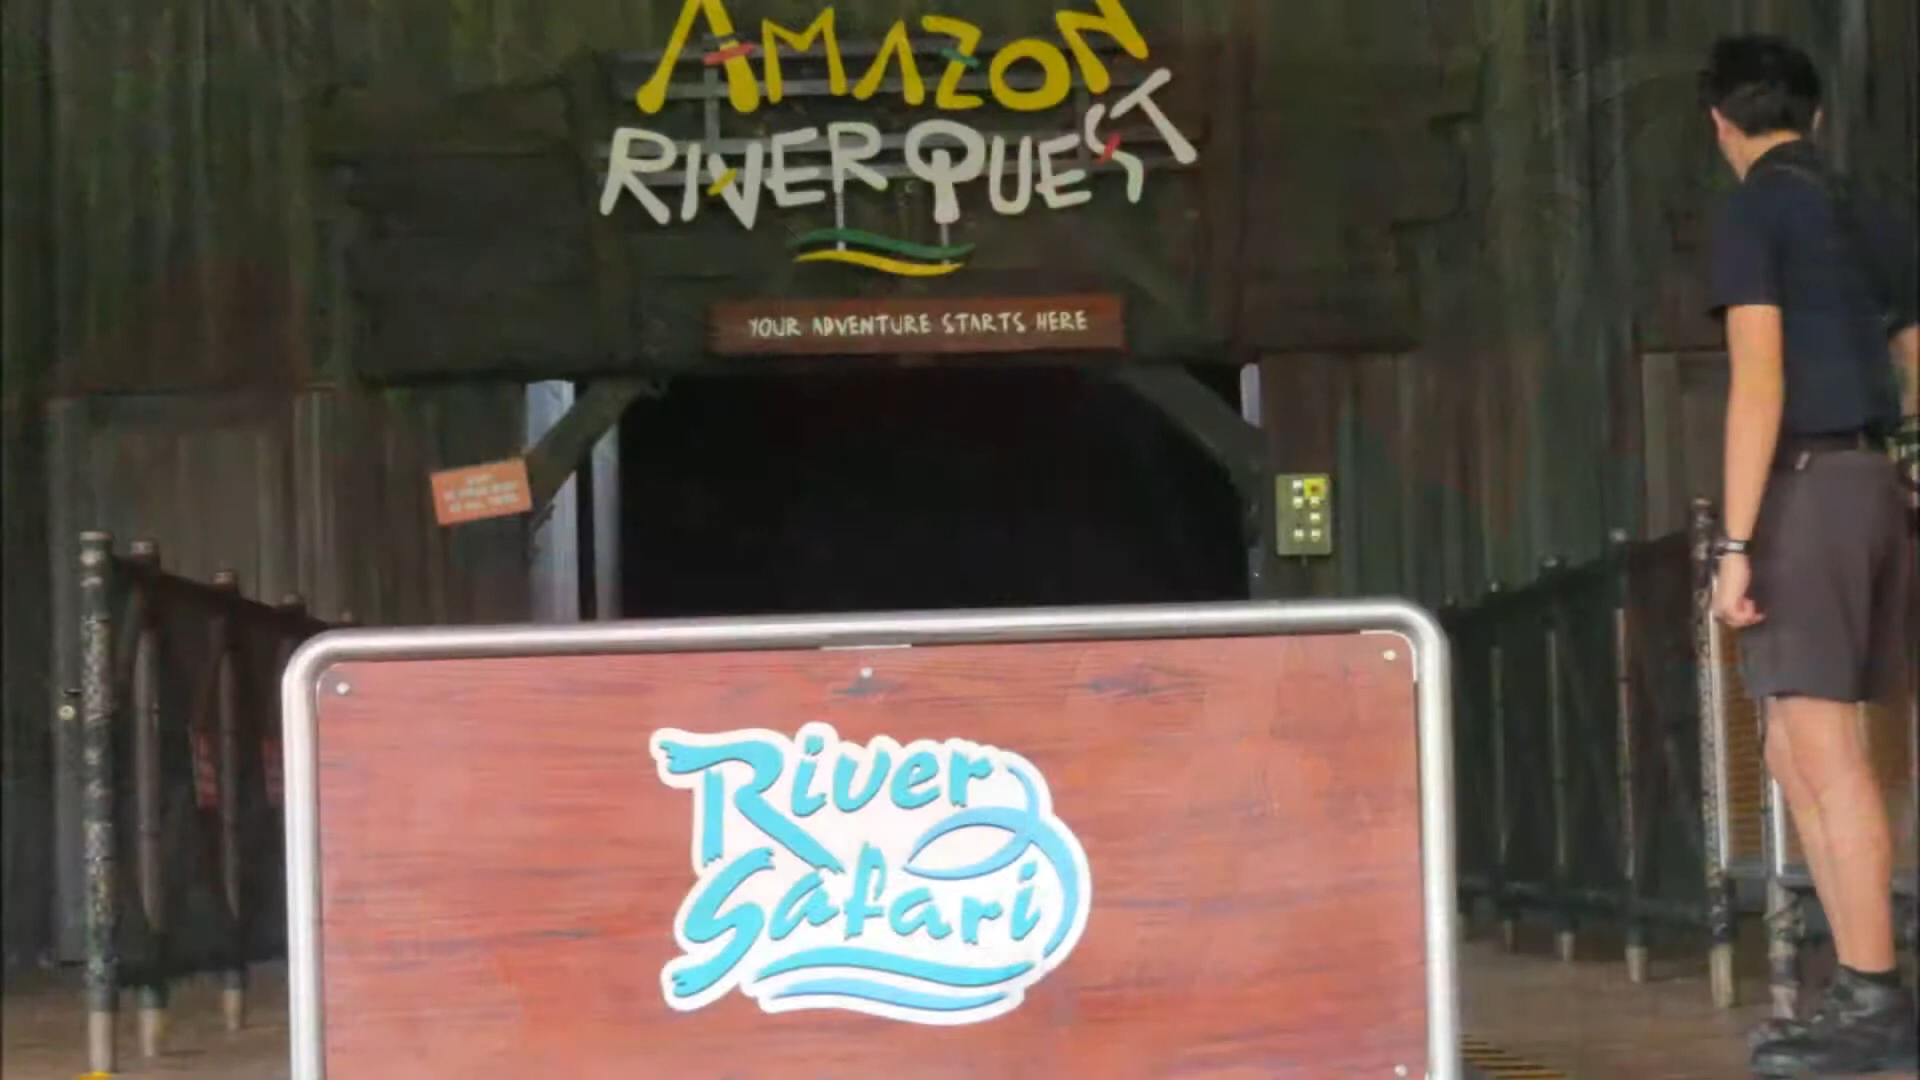 AMAZON
RIVER QUEST
YOUR ADVENTURE STARTS HERE
River
Safari